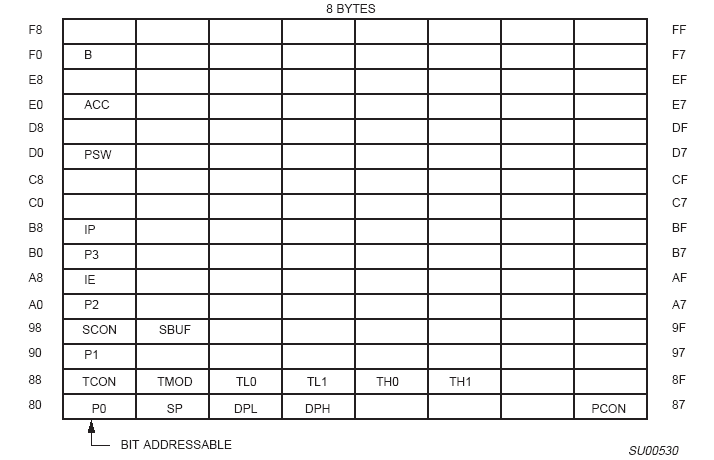 8 BYTES
F8 FF
F0 B F7
E8 EF
E0 ACC E7
D8 DF
D0 PSW D7
C8 CF
C0 C7
B8 IP BF
B0 P3 B7
A8 IE AF
A0 P2 A7
98 SCON SBUF 9F
90 P1 97
88 TCON TMOD TL0 TL1 TH0 TH1 8F
80 P0 SP DPL DPH PCON 87
BIT ADDRESSABLE
SU00530